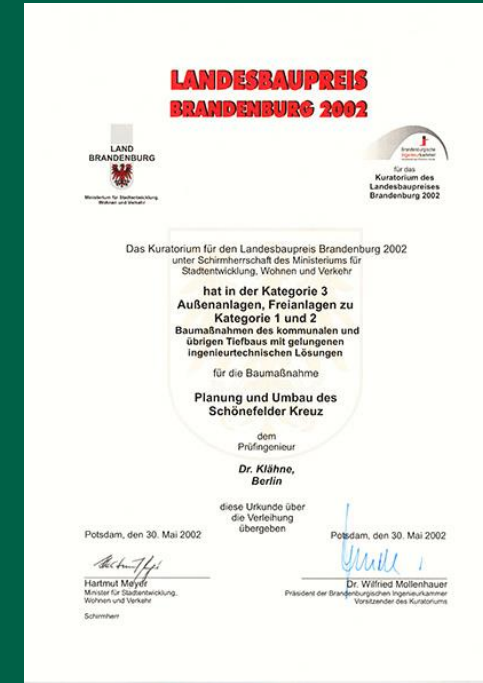 LANDESBAUPREIS
BRANDENBURG 2002
LAND
BRANDENBURG
Ministerium für Stadtentwicklung,
Wohnen und Verkehr
Brandenburgische
Ingenieurkammer
für das
Kuratorium des
Landesbaupreises
Brandenburg 2002
Das Kuratorium für den Landesbaupreis Brandenburg 2002
unter Schirmherrschaft des Ministeriums für
Stadtentwicklung, Wohnen und Verkehr
hat in der Kategorie 3
Außenanlagen, Freianlagen zu
Kategorie 1 und 2
Baumaßnahmen des kommunalen und
übrigen Tiefbaus mit gelungenen
ingenieurtechnischen Lösungen
für die Baumaßnahme
Planung und Umbau des
Schönefelder Kreuz
dem
Prüfingenieur
Dr. Klähne,
Berlin
diese Urkunde über
die Verleihung
übergeben
Potsdam, den 30. Mai 2002
Potsdam, den 30. Mai 2002
Hartmut Meyer
Minister für Stadtentwicklung,
Wohnen und Verkehr
Schirmherr
Dr. Wilfried Mollenhauer
Präsident der Brandenburgischen Ingenieurkammer
Vorsitzender des Kuratoriums